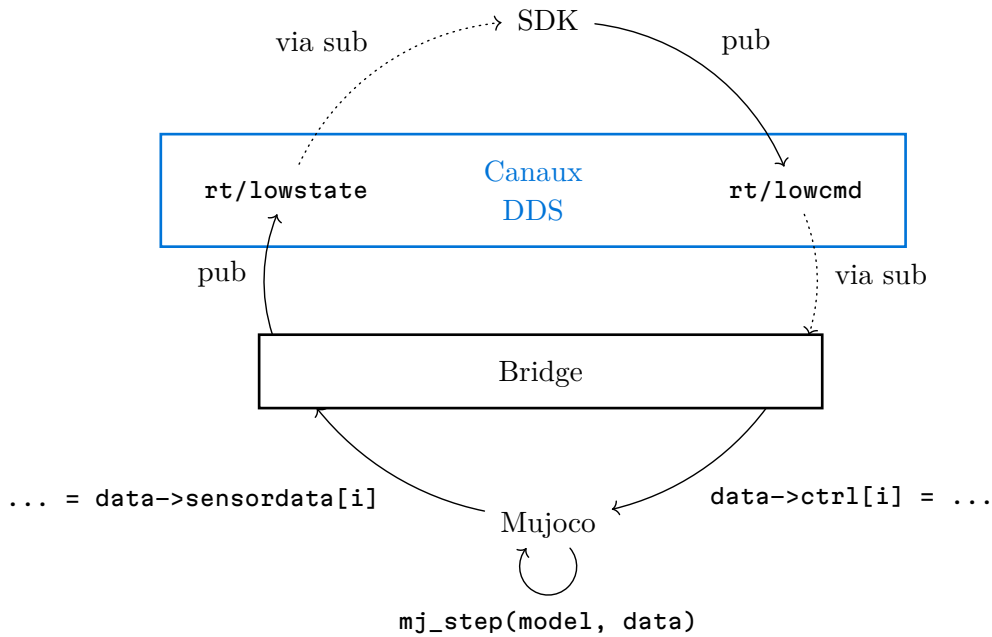 SDK
via sub
pub
Canaux
DDS
rt/lowstate
rt/lowcmd
pub
via sub
Bridge
... = data->sensordata[i]
data->ctrl[i] = ...
Mujoco
mj_step(model, data)